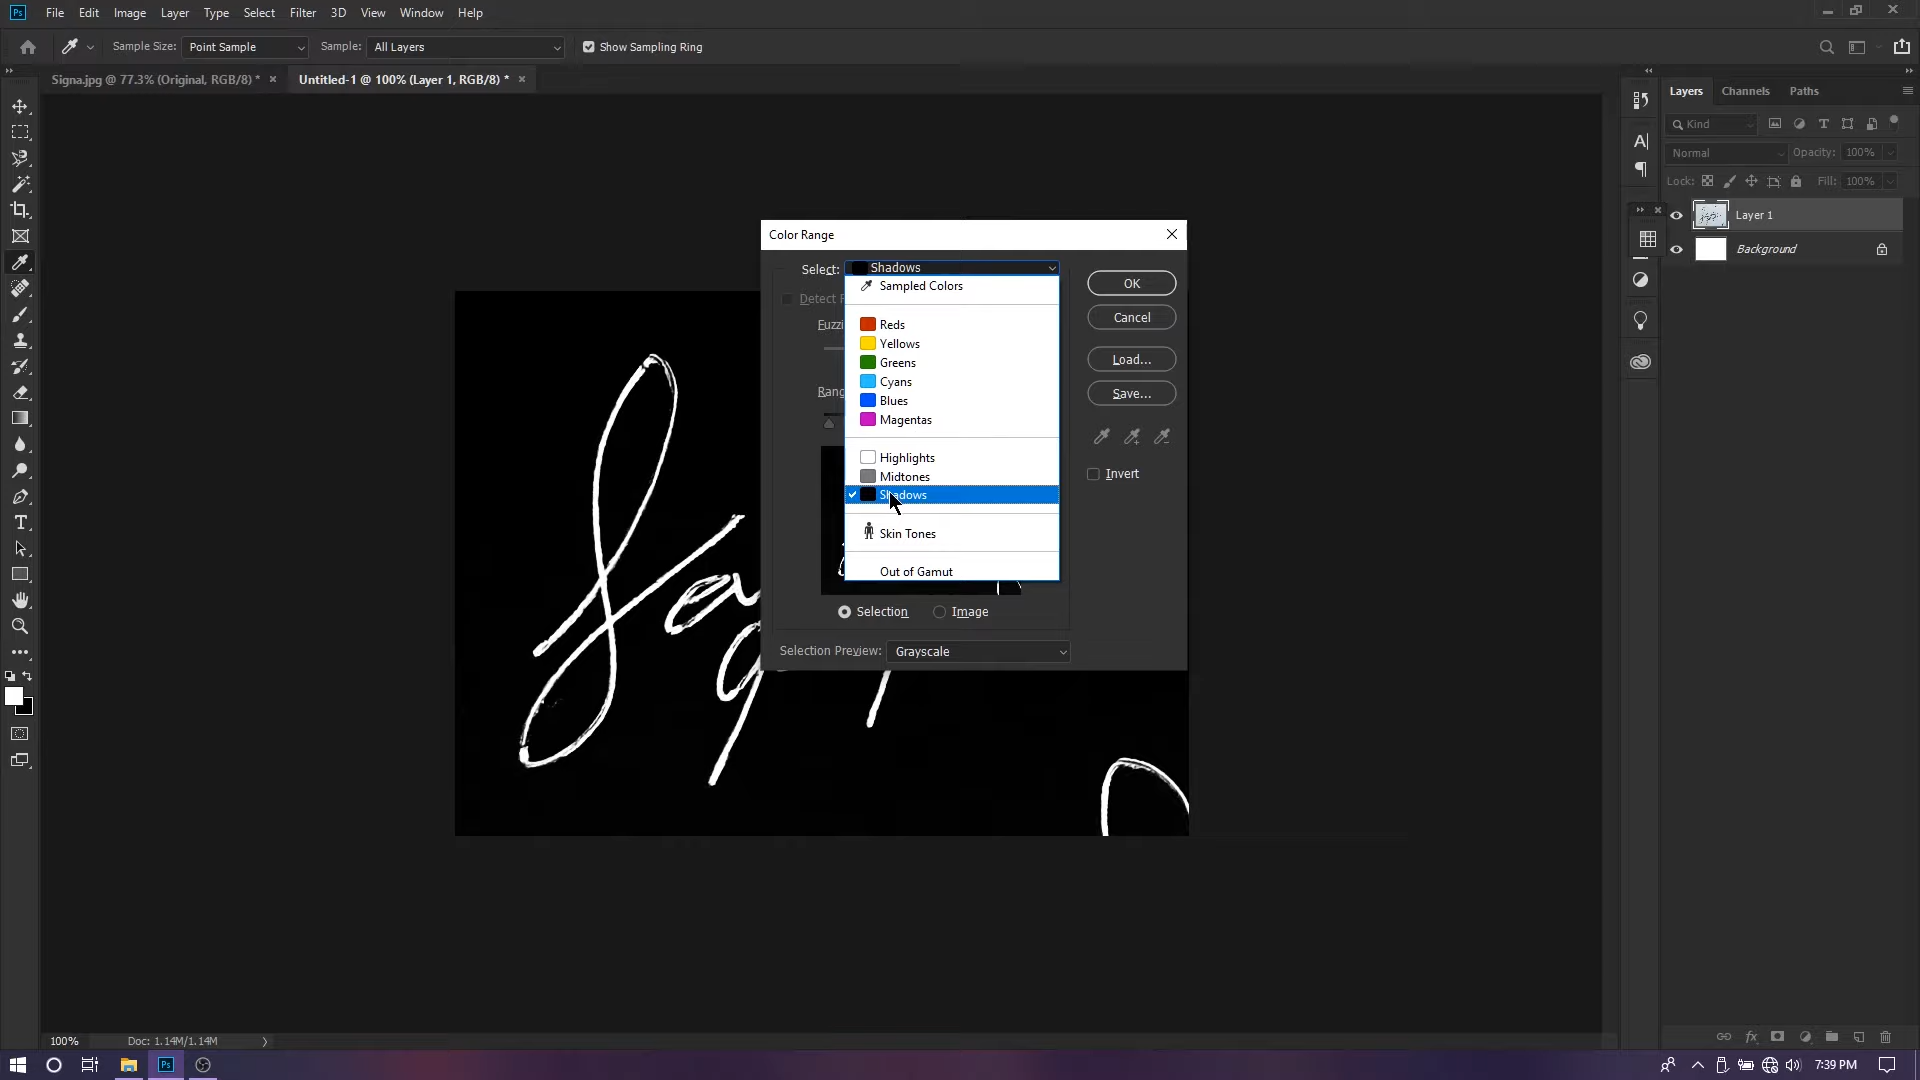 Ps File Edit Image Layer Type Select Filter 3D View Window Help
Sample Size: Point Sample Sample: All Layers Show Sampling Ring
Signa.jpg @ 77.3% (Original, RGB/8) * × Untitled-1 @ 100% (Layer 1, RGB/8) * ×
Layers Channels Paths
Kind
Normal Opacity: 100%
Lock: Fill: 100%
Layer 1
Background
Color Range
Select: Shadows
Sampled Colors
Reds
Yellows
Greens
Cyans
Blues
Magentas
Highlights
Midtones
Shadows
Skin Tones
Out of Gamut
OK
Cancel
Load...
Save...
Invert
Selection Image
Selection Preview: Grayscale
100% Doc: 1.14M/1.14M
Ps 7:39 PM